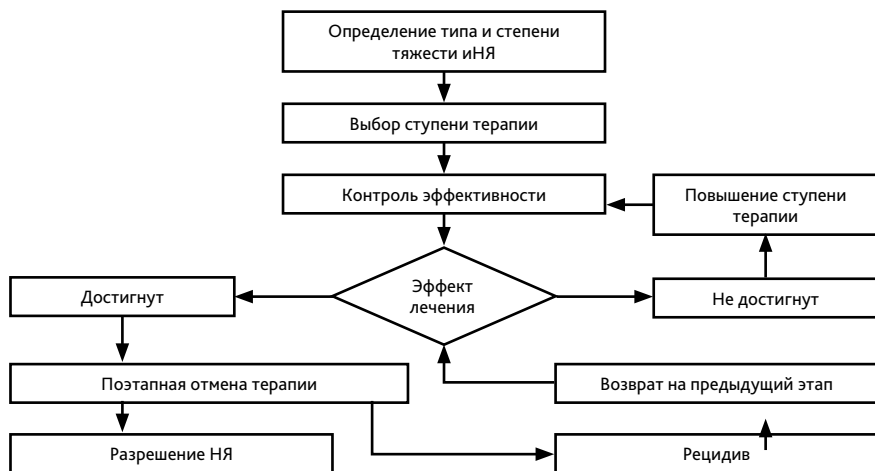 Определение типа и степени
тяжести иНЯ
Выбор ступени терапии
Контроль эффективности
Повышение ступени
терапии
Достигнут
Эффект
лечения
Не достигнут
Поэтапная отмена терапии
Возврат на предыдущий этап
Разрешение НЯ
Рецидив